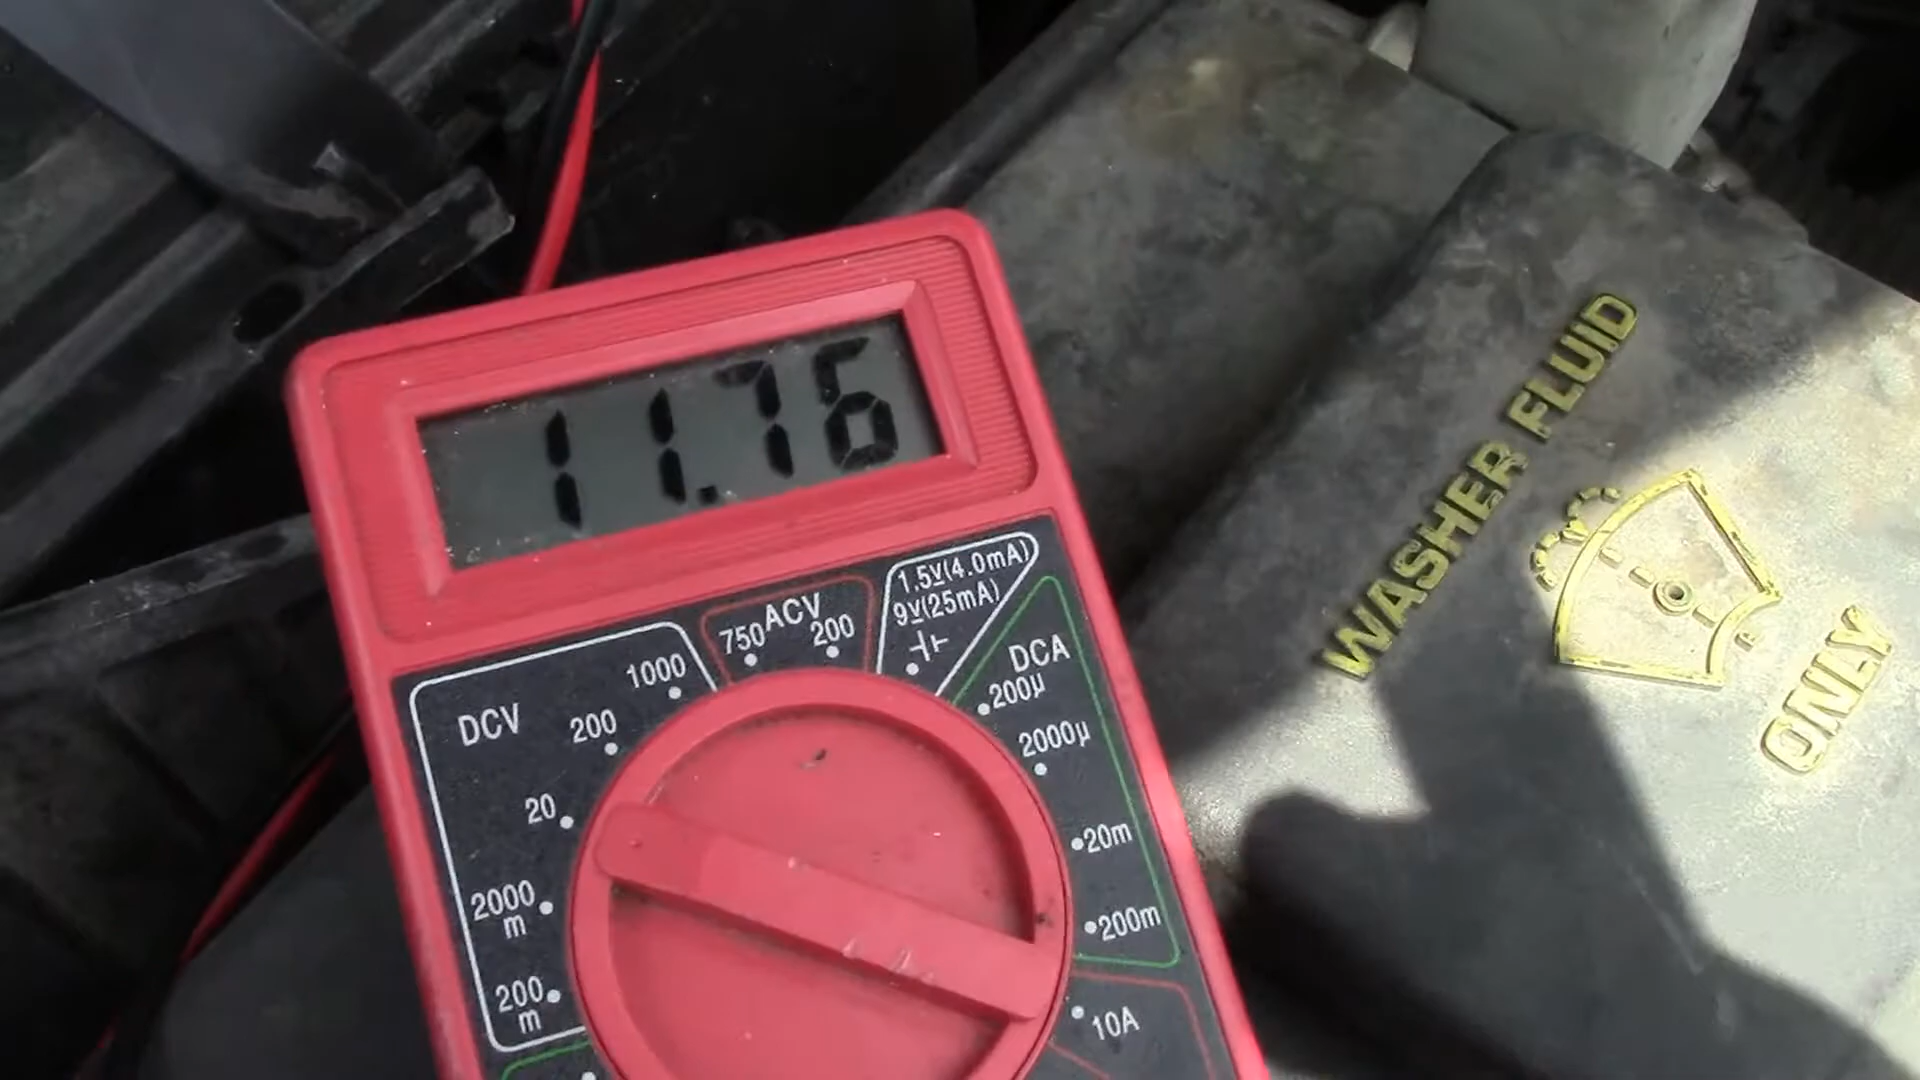 11.76
1.5V(4.0mA)
9V(25mA)
ACV
750
200
DCV
1000
200
20
2000
m
200
m
DCA
200µ
2000µ
20m
200m
10A
WASHER FLUID
ONLY